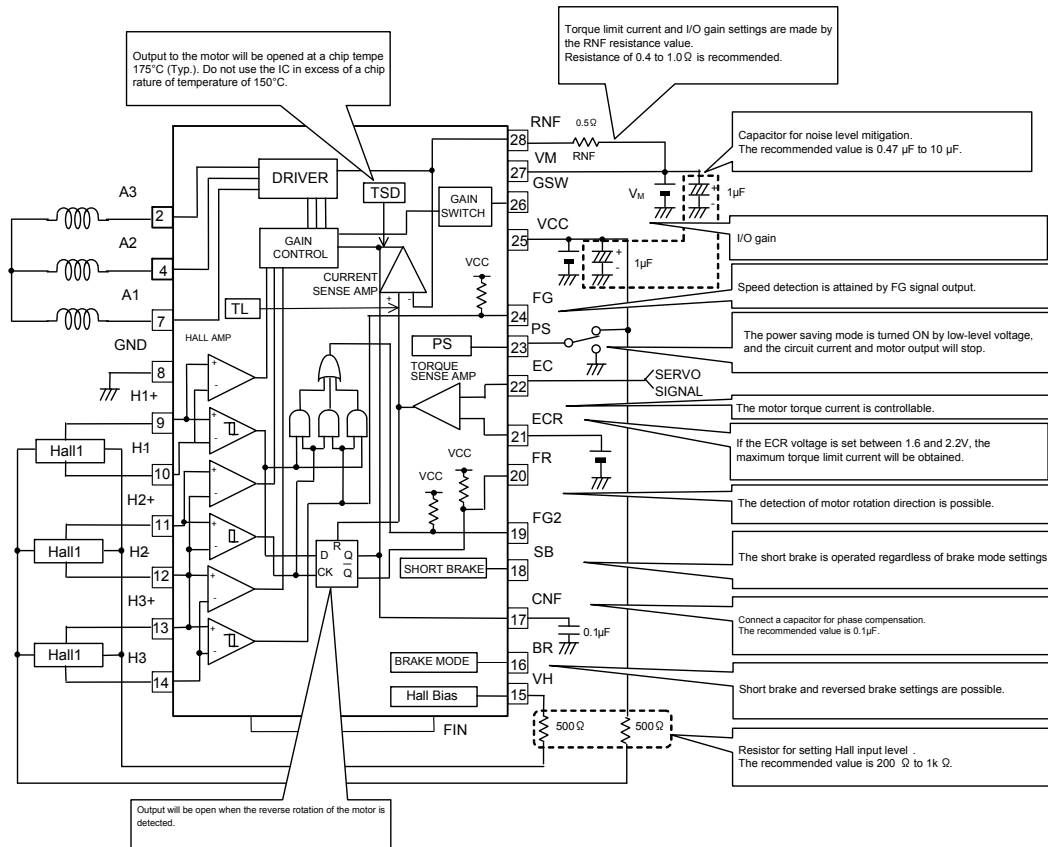 Torque limit current and I/O gain settings are made by
the RNF resistance value.
Resistance of 0.4 to 1.0Ω is recommended.
Output to the motor will be opened at a chip tempe
175°C (Typ.). Do not use the IC in excess of a chip
rature of temperature of 150°C.
RNF
0.5Ω
28
RNF
Capacitor for noise level mitigation.
The recommended value is 0.47 µF to 10 µF.
VM
27
DRIVER
TSD
GSW
GAIN
SWITCH
26
VM
+
-
1µF
A3
2
VCC
25
I/O gain
A2
4
GAIN
CONTROL
CURRENT
SENSE AMP
+
-
VCC
+
-
1µF
A1
7
TL
FG
24
Speed detection is attained by FG signal output.
GND
8
HALL AMP
PS
PS
23
The power saving mode is turned ON by low-level voltage,
and the circuit current and motor output will stop.
TORQUE
SENSE AMP
EC
22
SERVO
SIGNAL
H1+
9
+
-
The motor torque current is controllable.
ECR
21
If the ECR voltage is set between 1.6 and 2.2V, the
maximum torque limit current will be obtained.
Hall1
H1
10
+
-
VCC
VCC
FR
20
The detection of motor rotation direction is possible.
H2+
11
+
-
FG2
19
Hall1
H2-
12
+
-
R
D
Q
CK
Q
SHORT BRAKE
SB
18
The short brake is operated regardless of brake mode settings
H3+
13
+
-
CNF
17
0.1µF
Connect a capacitor for phase compensation.
The recommended value is 0.1µF.
Hall1
H3
14
+
-
BRAKE MODE
BR
16
Short brake and reversed brake settings are possible.
Hall Bias
VH
15
FIN
500Ω
500Ω
Resistor for setting Hall input level .
The recommended value is 200 Ω to 1k Ω.
Output will be open when the reverse rotation of the motor is
detected.